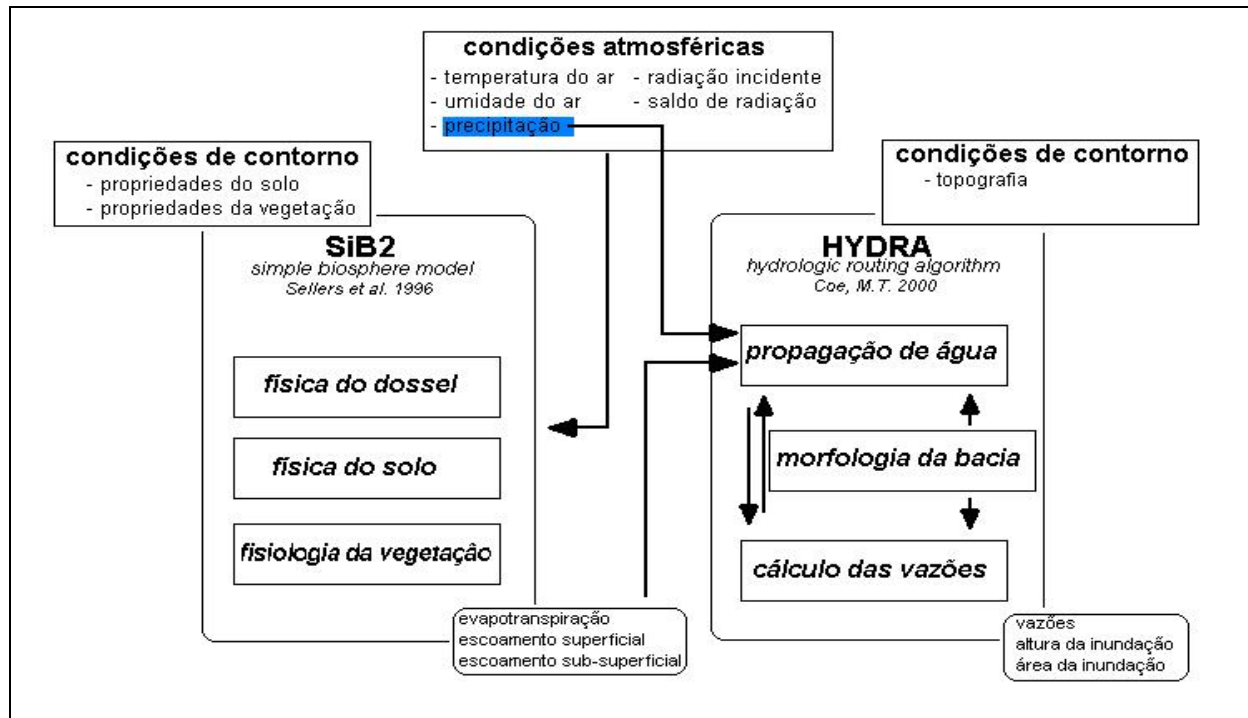 condições atmosféricas
- temperatura do ar - radiação incidente
- umidade do ar - saldo de radiação
- precipitação
condições de contorno
- propriedades do solo
- propriedades da vegetação
condições de contorno
- topografia
SiB2
simple biosphere model
Sellers et al. 1996
física do dossel
física do solo
fisiologia da vegetação
evapotranspiração
escoamento superficial
escoamento sub-superficial
HYDRA
hydrologic routing algorithm
Coe, M.T. 2000
propagação de água
morfologia da bacia
cálculo das vazões
vazões
altura da inundação
área da inundação